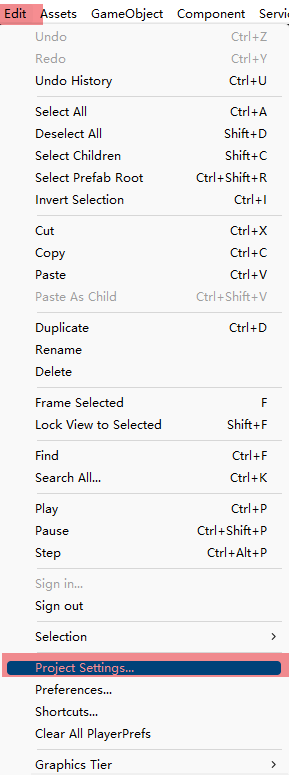 Edit Assets GameObject Component Servi
Undo Ctrl+Z
Redo Ctrl+Y
Undo History Ctrl+U
Select All Ctrl+A
Deselect All Shift+D
Select Children Shift+C
Select Prefab Root Ctrl+Shift+R
Invert Selection Ctrl+I
Cut Ctrl+X
Copy Ctrl+C
Paste Ctrl+V
Paste As Child Ctrl+Shift+V
Duplicate Ctrl+D
Rename
Delete
Frame Selected F
Lock View to Selected Shift+F
Find Ctrl+F
Search All... Ctrl+K
Play Ctrl+P
Pause Ctrl+Shift+P
Step Ctrl+Alt+P
Sign in...
Sign out
Selection >
Project Settings...
Preferences...
Shortcuts...
Clear All PlayerPrefs
Graphics Tier >